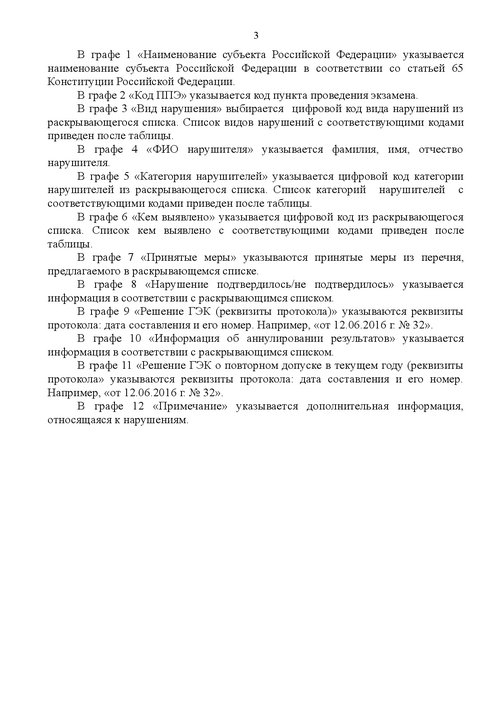 3
В графе 1 «Наименование субъекта Российской Федерации» указывается
наименование субъекта Российской Федерации в соответствии со статьей 65
Конституции Российской Федерации.
В графе 2 «Код ППЭ» указывается код пункта проведения экзамена.
В графе 3 «Вид нарушения» выбирается цифровой код вида нарушений из
раскрывающегося списка. Список видов нарушений с соответствующими кодами
приведен после таблицы.
В графе 4 «ФИО нарушителя» указывается фамилия, имя, отчество
нарушителя.
В графе 5 «Категория нарушителей» указывается цифровой код категории
нарушителей из раскрывающегося списка. Список категорий нарушителей с
соответствующими кодами приведен после таблицы.
В графе 6 «Кем выявлено» указывается цифровой код из раскрывающегося
списка. Список кем выявлено с соответствующими кодами приведен после
таблицы.
В графе 7 «Принятые меры» указываются принятые меры из перечня,
предлагаемого в раскрывающемся списке.
В графе 8 «Нарушение подтвердилось/не подтвердилось» указывается
информация в соответствии с раскрывающимся списком.
В графе 9 «Решение ГЭК (реквизиты протокола)» указываются реквизиты
протокола: дата составления и его номер. Например, «от 12.06.2016 г. № 32».
В графе 10 «Информация об аннулировании результатов» указывается
информация в соответствии с раскрывающимся списком.
В графе 11 «Решение ГЭК о повторном допуске в текущем году (реквизиты
протокола» указываются реквизиты протокола: дата составления и его номер.
Например, «от 12.06.2016 г. № 32».
В графе 12 «Примечание» указывается дополнительная информация,
относящаяся к нарушениям.